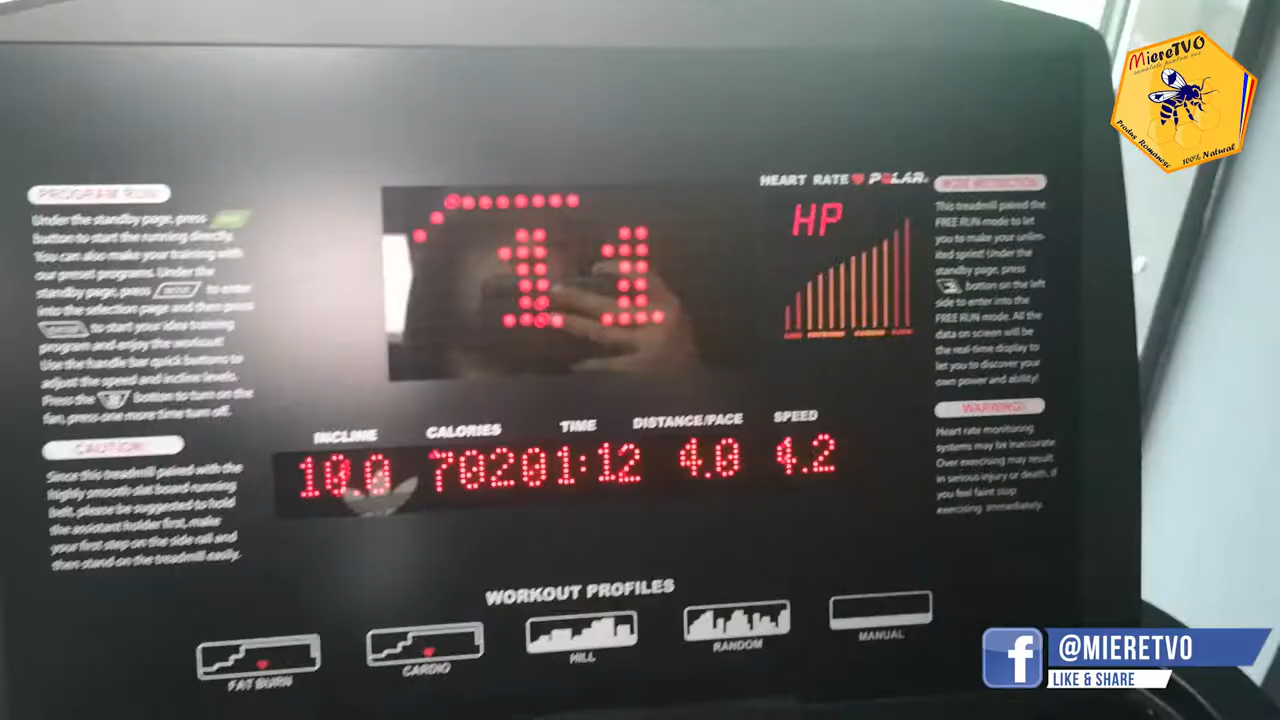 MiereTVO
Produs Romanesc
100% Natural
PROGRAM RUN
Under the standby page, press
botton to start the running directly.
You can also make your training with
our preset programs. Under the
standby page, press MODE to enter
into the selection page and then press
to start your idea training
program and enjoy the workout!
Use the handle bar quick buttons to
adjust the speed and incline levels.
Press the botton to turn on the
fan, press one more time turn off.
CAUTION!
Since this treadmill paired with the
highly smooth slat board running
belt, please be suggested to hold
the assistant holder first, make
your first step on the side rail and
then stand on the treadmill easily.
11
HEART RATE POLAR.
HP
This treadmill paired the
FREE RUN mode to let
you to make your unlim-
ited sprint! Under the
standby page, press
botton on the left
side to enter into the
FREE RUN mode. All the
data on screen will be
the real-time display to
let you to discover your
own power and ability!
WARNING!
Heart rate monitoring
systems may be inaccurate
Over exercising may result
in serious injury or death, if
you feel faint stop
exercising immediately.
INCLINE CALORIES TIME DISTANCE/PACE SPEED
10.0 702 01:12 4.0 4.2
WORKOUT PROFILES
FAT BURN CARDIO HILL RANDOM MANUAL
f @MIERETVO
LIKE & SHARE